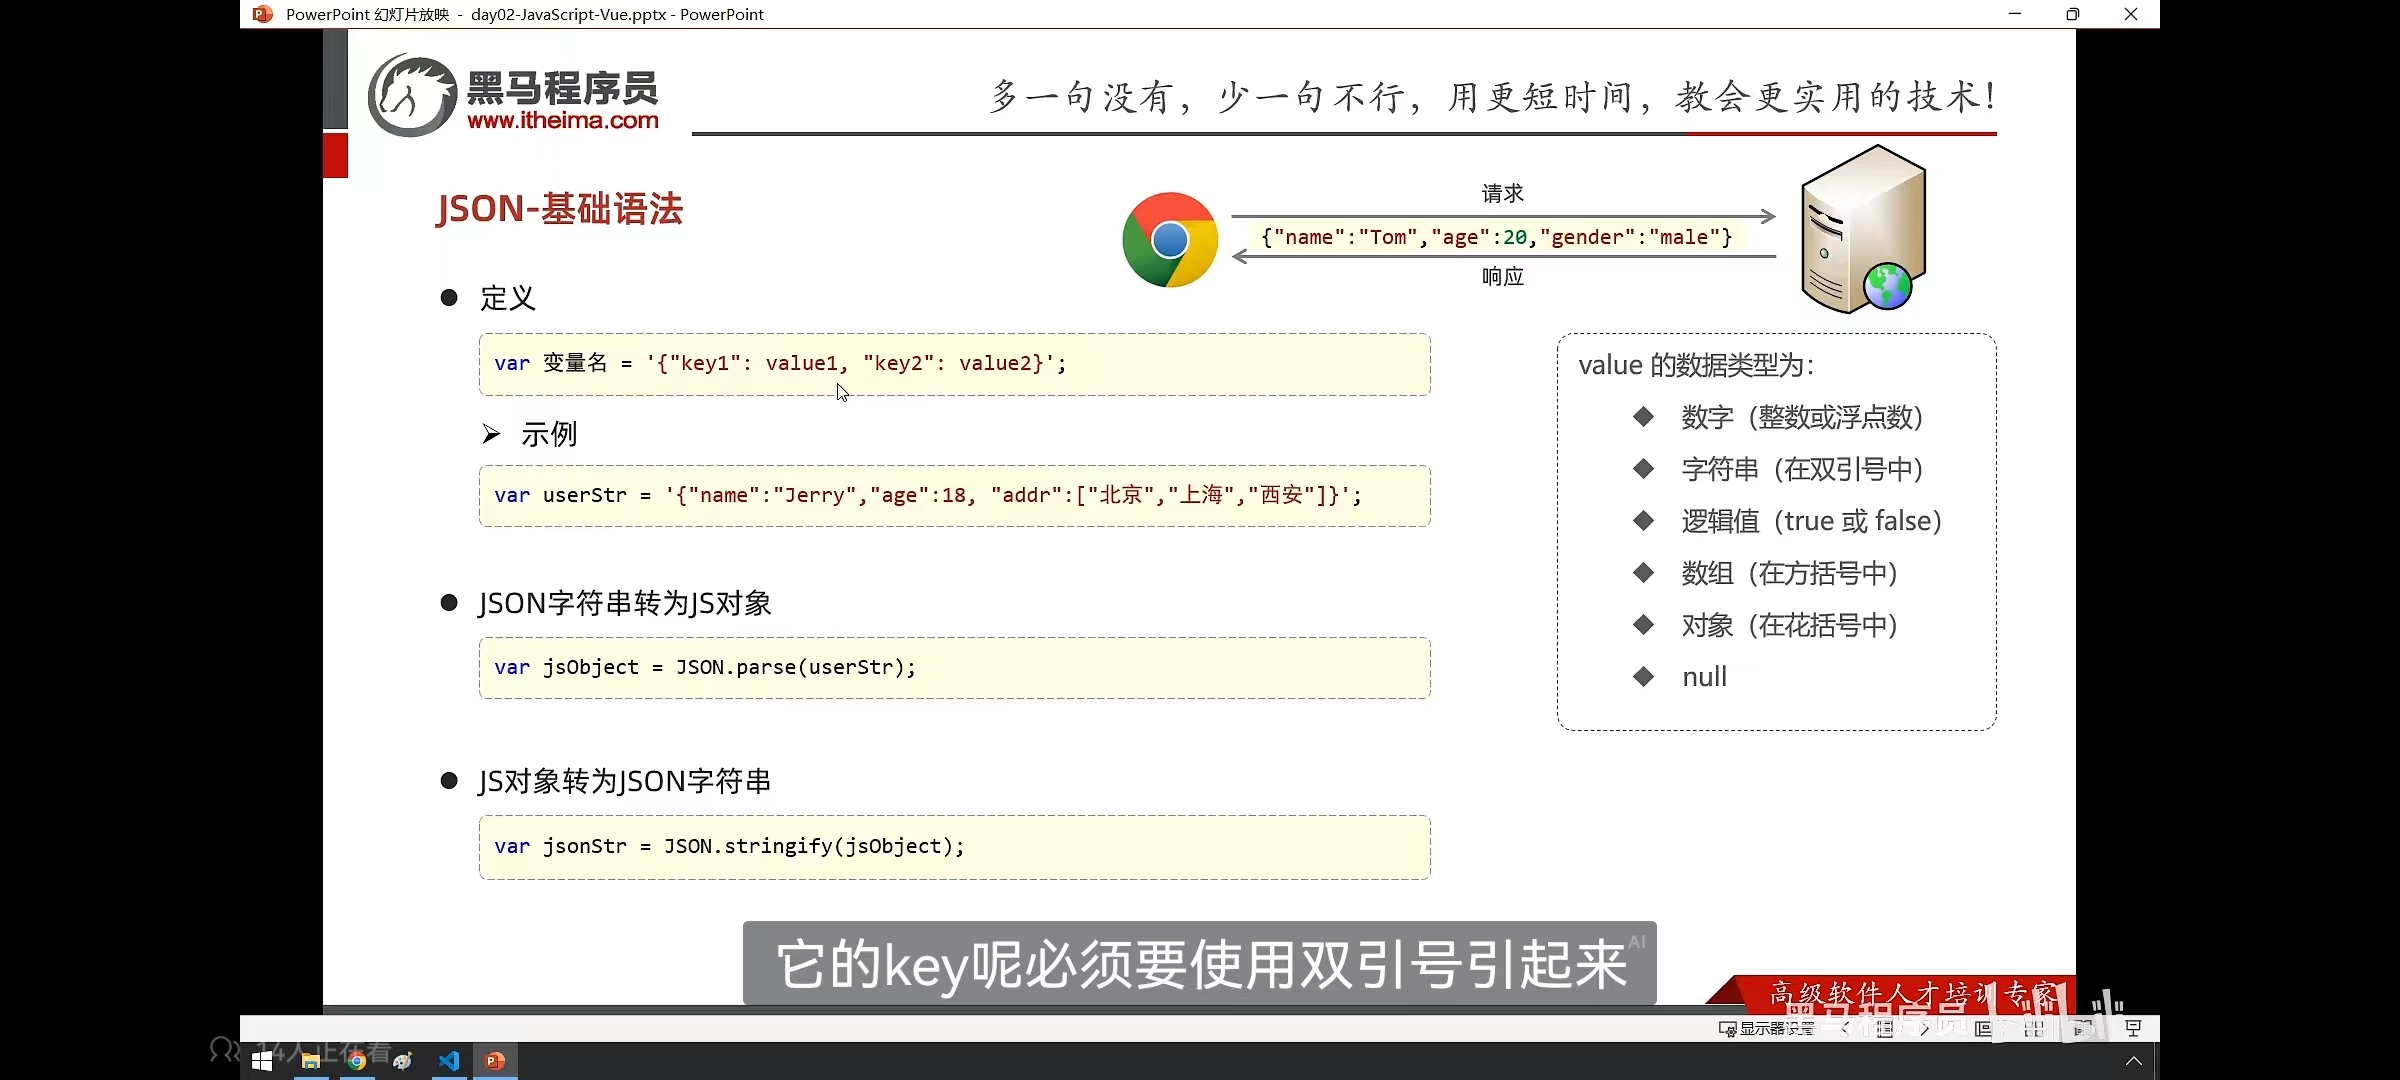 PowerPoint 幻灯片放映 - day02-JavaScript-Vue.pptx - PowerPoint
黑马程序员
www.itheima.com
多一句没有，少一句不行，用更短时间，教会更实用的技术！
JSON-基础语法
请求
{"name":"Tom","age":20,"gender":"male"}
响应
定义
var 变量名 = '{"key1": value1, "key2": value2}';
示例
var userStr = '{"name":"Jerry","age":18, "addr":["北京","上海","西安"]}';
JSON字符串转为JS对象
var jsObject = JSON.parse(userStr);
JS对象转为JSON字符串
var jsonStr = JSON.stringify(jsObject);
value 的数据类型为：
数字（整数或浮点数）
字符串（在双引号中）
逻辑值（true 或 false）
数组（在方括号中）
对象（在花括号中）
null
它的key呢必须要使用双引号引起来
AI
高级软件人才培训专家
黑马程序员
显示器设置
14人正在看